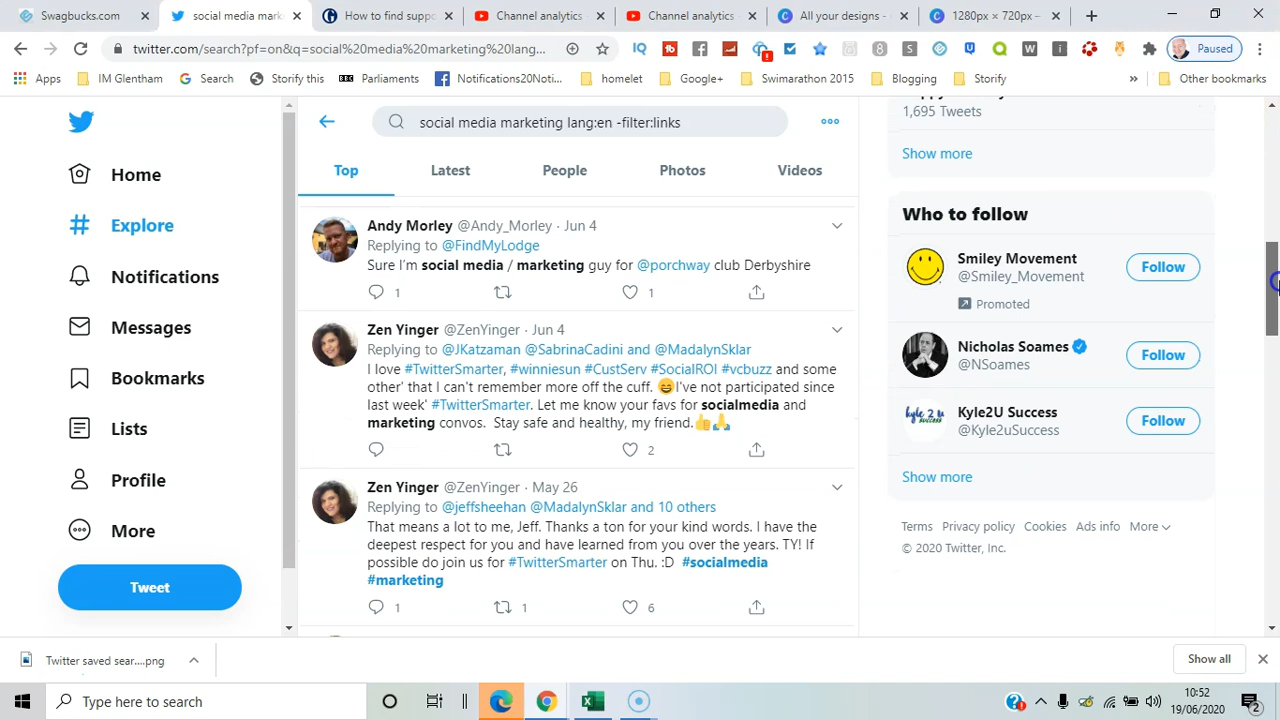 Swagbucks.com
social media mark
How to find supp
Channel analytics -
Channel analytics -
All your designs -
1280px × 720px –
twitter.com/search?pf=on&q=social%20media%20marketing%20lang...
Paused
Apps
IM Glentham
Search
Storify this
BBC Parliaments
Notifications20Noti...
homelet
Google+
Swimarathon 2015
Blogging
Storify
»
Other bookmarks
Home
Explore
Notifications
Messages
Bookmarks
Lists
Profile
More
Tweet
social media marketing lang:en -filter:links
Top
Latest
People
Photos
Videos
Andy Morley @Andy_Morley · Jun 4
Replying to @FindMyLodge
Sure I'm social media / marketing guy for @porchway club Derbyshire
1
1
Zen Yinger @ZenYinger · Jun 4
Replying to @JKatzaman @SabrinaCadini and @MadalynSklar
I love #TwitterSmarter, #winniesun #CustServ #SocialROI #vcbuzz and some
other' that I can't remember more off the cuff. 😄I've not participated since
last week' #TwitterSmarter. Let me know your favs for socialmedia and
marketing convos. Stay safe and healthy, my friend.👍🙏
2
Zen Yinger @ZenYinger · May 26
Replying to @jeffsheehan @MadalynSklar and 10 others
That means a lot to me, Jeff. Thanks a ton for your kind words. I have the
deepest respect for you and have learned from you over the years. TY! If
possible do join us for #TwitterSmarter on Thu. :D #socialmedia
#marketing
1
1
6
1,695 Tweets
Show more
Who to follow
Smiley Movement
@Smiley_Movement
Follow
Promoted
Nicholas Soames
@NSoames
Follow
kyle 2 u
success
Kyle2U Success
@Kyle2uSuccess
Follow
Show more
Terms Privacy policy Cookies Ads info More
© 2020 Twitter, Inc.
Twitter saved sear....png
Show all
Type here to search
10:52
19/06/2020
2